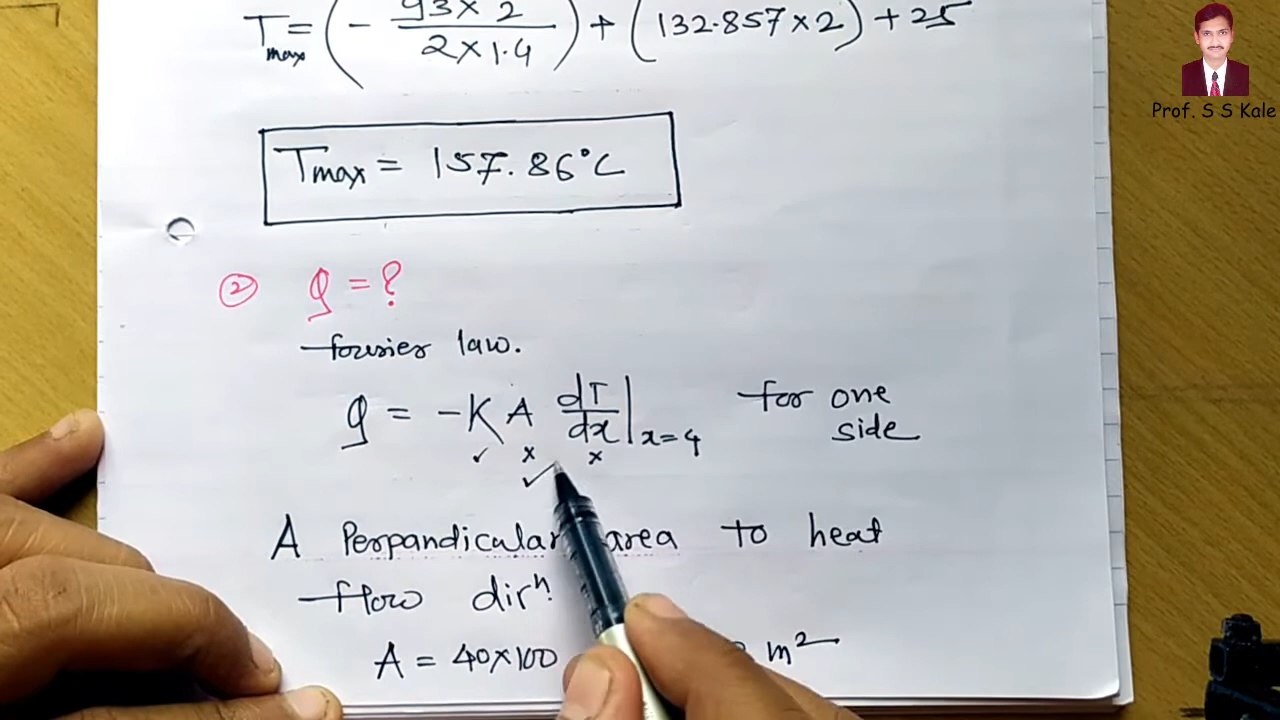 Tmax = (- 93×2 / 2×1.4) + (132.857×2) + 25
Prof. S S Kale
Tmax = 157.86°C
② q = ?
fourier law.
q = -K A dT/dx | x=4 for one side
✓ × ×
✓
A Perpandicular area to heat
flow dirⁿ.
A = 40×100 m²